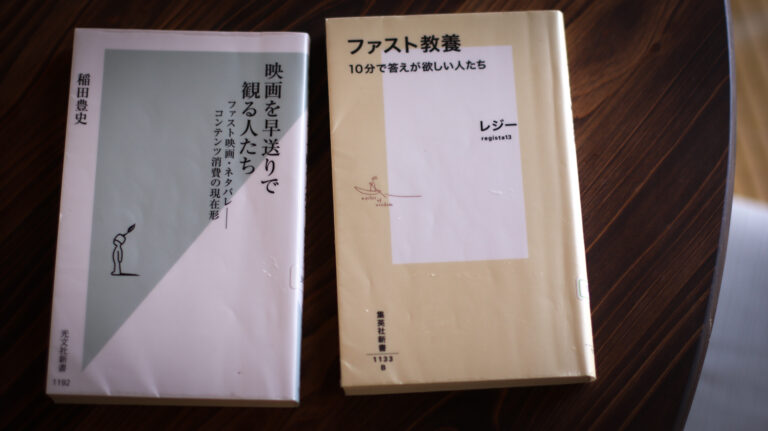 映画を早送りで
観る人たち
ファスト映画・ネタバレ――
コンテンツ消費の現在形
稲田豊史
光文社新書
1192
ファスト教養
10分で答えが欲しい人たち
レジー
regista13
water of
wisdom
集英社新書
1133
B